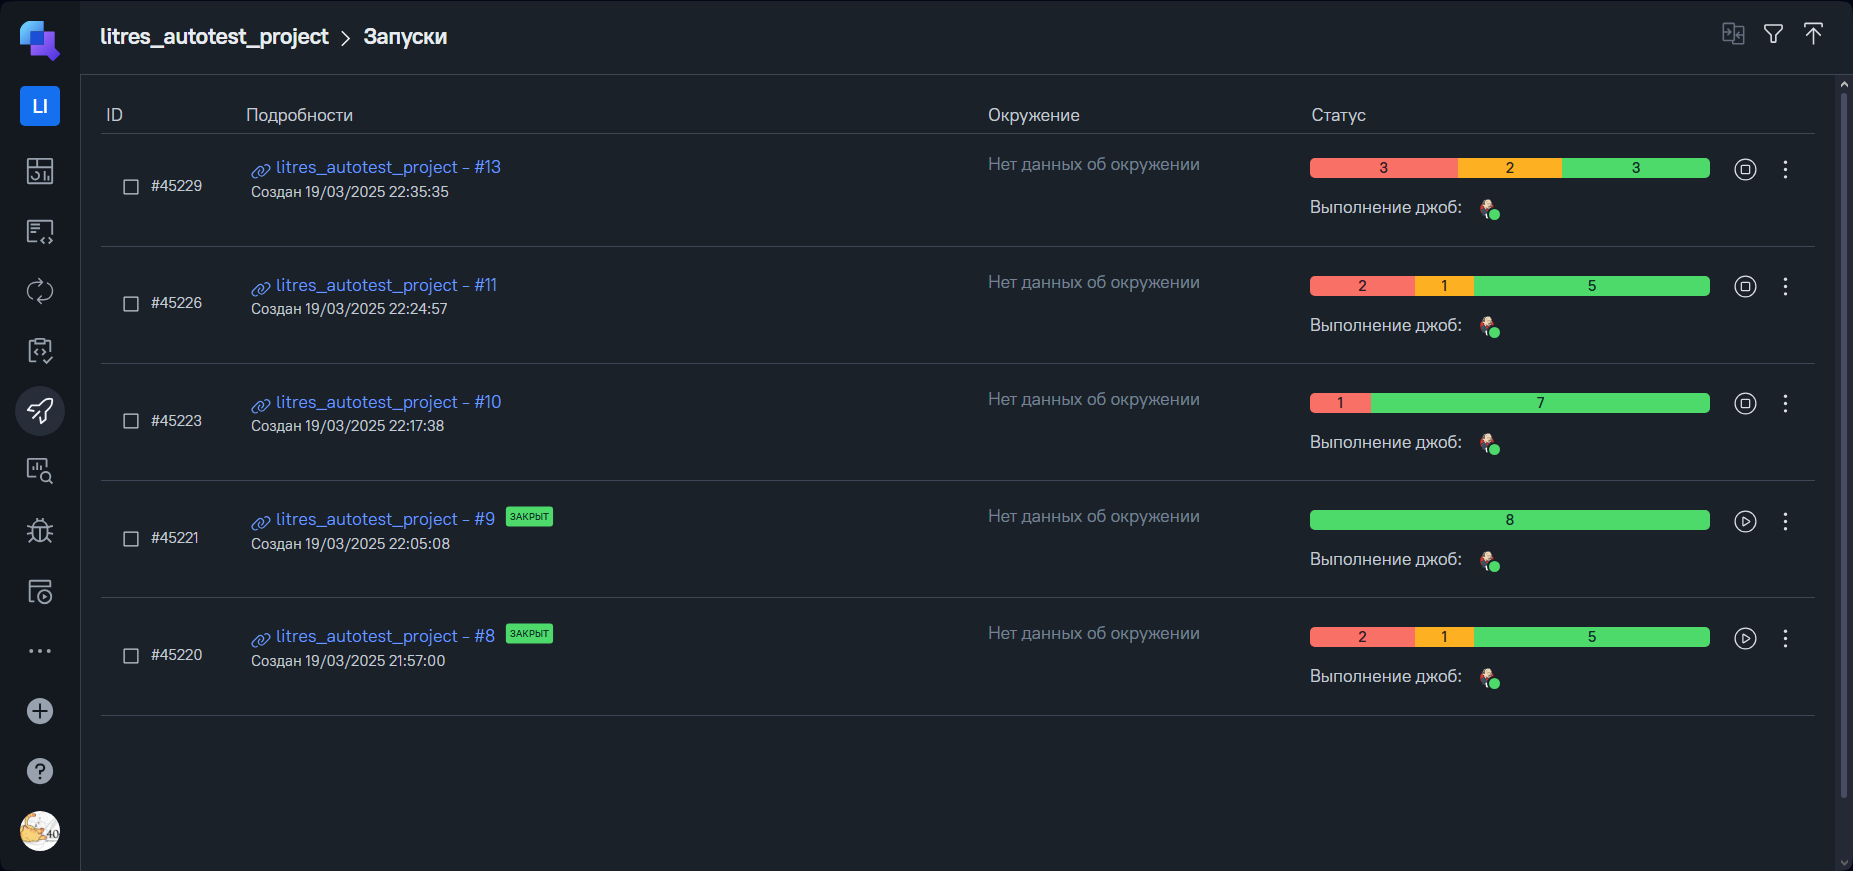 litres_autotest_project > Запуски
LI
ID Подробности Окружение Статус
#45229 litres_autotest_project – #13 Нет данных об окружении 3 2 3
Создан 19/03/2025 22:35:35
Выполнение джоб:
#45226 litres_autotest_project – #11 Нет данных об окружении 2 1 5
Создан 19/03/2025 22:24:57
Выполнение джоб:
#45223 litres_autotest_project – #10 Нет данных об окружении 1 7
Создан 19/03/2025 22:17:38
Выполнение джоб:
#45221 litres_autotest_project – #9 ЗАКРЫТ Нет данных об окружении 8
Создан 19/03/2025 22:05:08
Выполнение джоб:
#45220 litres_autotest_project – #8 ЗАКРЫТ Нет данных об окружении 2 1 5
Создан 19/03/2025 21:57:00
Выполнение джоб:
40